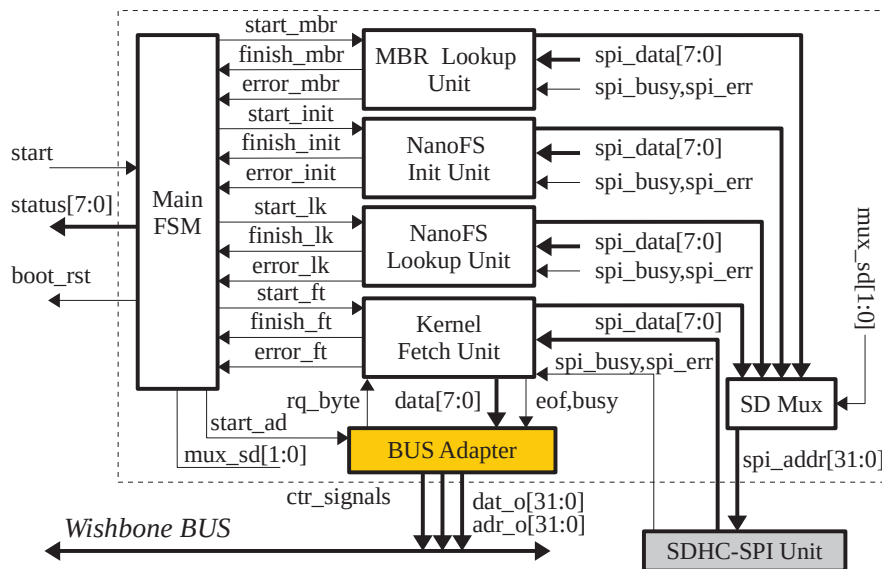 start_mbr
finish_mbr
error_mbr
start_init
finish_init
error_init
start_lk
finish_lk
error_lk
start_ft
finish_ft
error_ft
start
status[7:0]
boot_rst
Main
FSM
MBR Lookup
Unit
NanoFS
Init Unit
NanoFS
Lookup Unit
Kernel
Fetch Unit
spi_data[7:0]
spi_busy,spi_err
spi_data[7:0]
spi_busy,spi_err
spi_data[7:0]
spi_busy,spi_err
spi_data[7:0]
spi_busy,spi_err
mux_sd[1:0]
SD Mux
rq_byte
data[7:0]
eof,busy
start_ad
mux_sd[1:0]
BUS Adapter
spi_addr[31:0]
ctr_signals
dat_o[31:0]
adr_o[31:0]
Wishbone BUS
SDHC-SPI Unit